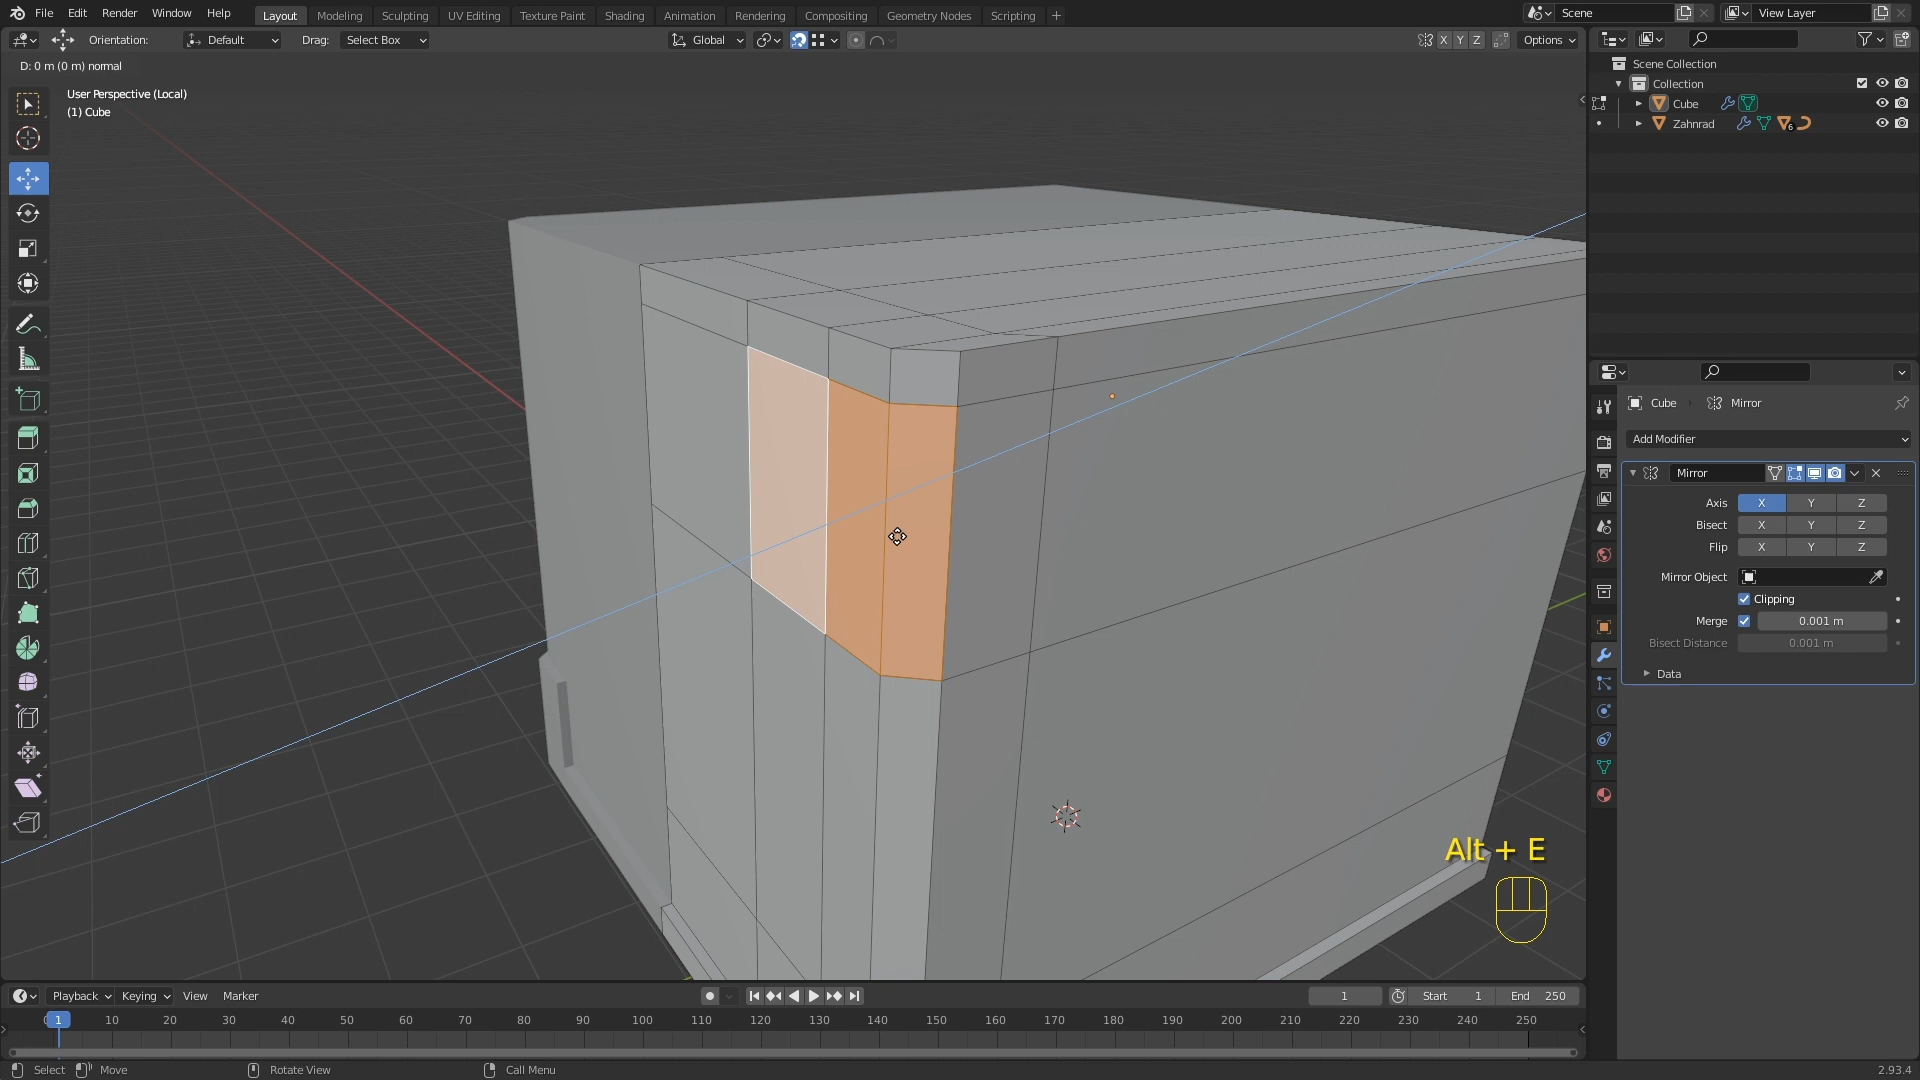 File Edit Render Window Help Layout Modeling Sculpting UV Editing Texture Paint Shading Animation Rendering Compositing Geometry Nodes Scripting + Scene View Layer
Orientation: Default Drag: Select Box Global X Y Z Options
D: 0 m (0 m) normal
User Perspective (Local)
(1) Cube
Scene Collection
Collection
Cube
Zahnrad 6
Cube Mirror
Add Modifier
Mirror
Axis X Y Z
Bisect X Y Z
Flip X Y Z
Mirror Object
Clipping
Merge 0.001 m
Bisect Distance 0.001 m
Data
Alt + E
Playback Keying View Marker 1 Start 1 End 250
1 10 20 30 40 50 60 70 80 90 100 110 120 130 140 150 160 170 180 190 200 210 220 230 240 250
Select Move Rotate View Call Menu 2.93.4